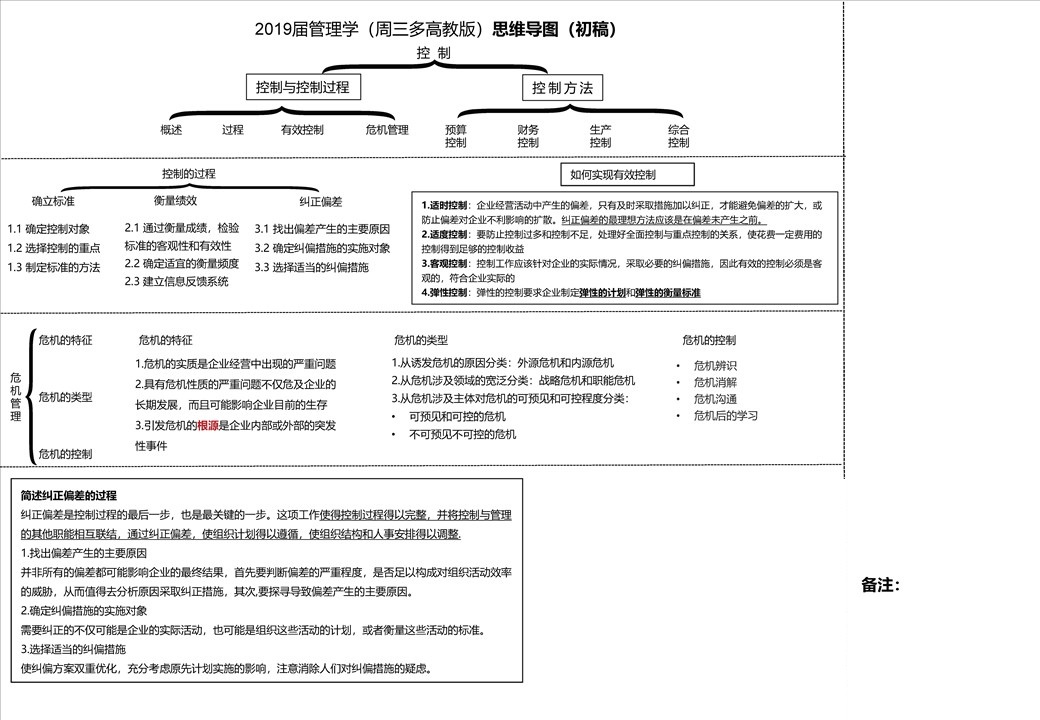 2019届管理学（周三多高教版）思维导图（初稿）
控 制
控制与控制过程
控制方法
概述 过程 有效控制 危机管理
预算控制
财务控制
生产控制
综合控制
控制的过程
确立标准
1.1 确定控制对象
1.2 选择控制的重点
1.3 制定标准的方法
衡量绩效
2.1 通过衡量成绩，检验
标准的客观性和有效性
2.2 确定适宜的衡量频度
2.3 建立信息反馈系统
纠正偏差
3.1 找出偏差产生的主要原因
3.2 确定纠偏措施的实施对象
3.3 选择适当的纠偏措施
如何实现有效控制
1.适时控制：企业经营活动中产生的偏差，只有及时采取措施加以纠正，才能避免偏差的扩大，或
防止偏差对企业不利影响的扩散。纠正偏差的最理想方法应该是在偏差未产生之前。
2.适度控制：要防止控制过多和控制不足，处理好全面控制与重点控制的关系，使花费一定费用的
控制得到足够的控制收益
3.客观控制：控制工作应该针对企业的实际情况，采取必要的纠偏措施，因此有效的控制必须是客
观的，符合企业实际的
4.弹性控制：弹性的控制要求企业制定弹性的计划和弹性的衡量标准
危机管理
危机的特征
危机的类型
危机的控制
危机的特征
1.危机的实质是企业经营中出现的严重问题
2.具有危机性质的严重问题不仅危及企业的
长期发展，而且可能影响企业目前的生存
3.引发危机的根源是企业内部或外部的突发
性事件
危机的类型
1.从诱发危机的原因分类：外源危机和内源危机
2.从危机涉及领域的宽泛分类：战略危机和职能危机
3.从危机涉及主体对危机的可预见和可控程度分类：
• 可预见和可控的危机
• 不可预见不可控的危机
危机的控制
• 危机辨识
• 危机消解
• 危机沟通
• 危机后的学习
简述纠正偏差的过程
纠正偏差是控制过程的最后一步，也是最关键的一步。这项工作使得控制过程得以完整，并将控制与管理
的其他职能相互联结，通过纠正偏差，使组织计划得以遵循，使组织结构和人事安排得以调整.
1.找出偏差产生的主要原因
并非所有的偏差都可能影响企业的最终结果，首先要判断偏差的严重程度，是否足以构成对组织活动效率
的威胁，从而值得去分析原因采取纠正措施，其次,要探寻导致偏差产生的主要原因。
2.确定纠偏措施的实施对象
需要纠正的不仅可能是企业的实际活动，也可能是组织这些活动的计划，或者衡量这些活动的标准。
3.选择适当的纠偏措施
使纠偏方案双重优化，充分考虑原先计划实施的影响，注意消除人们对纠偏措施的疑虑。
备注：